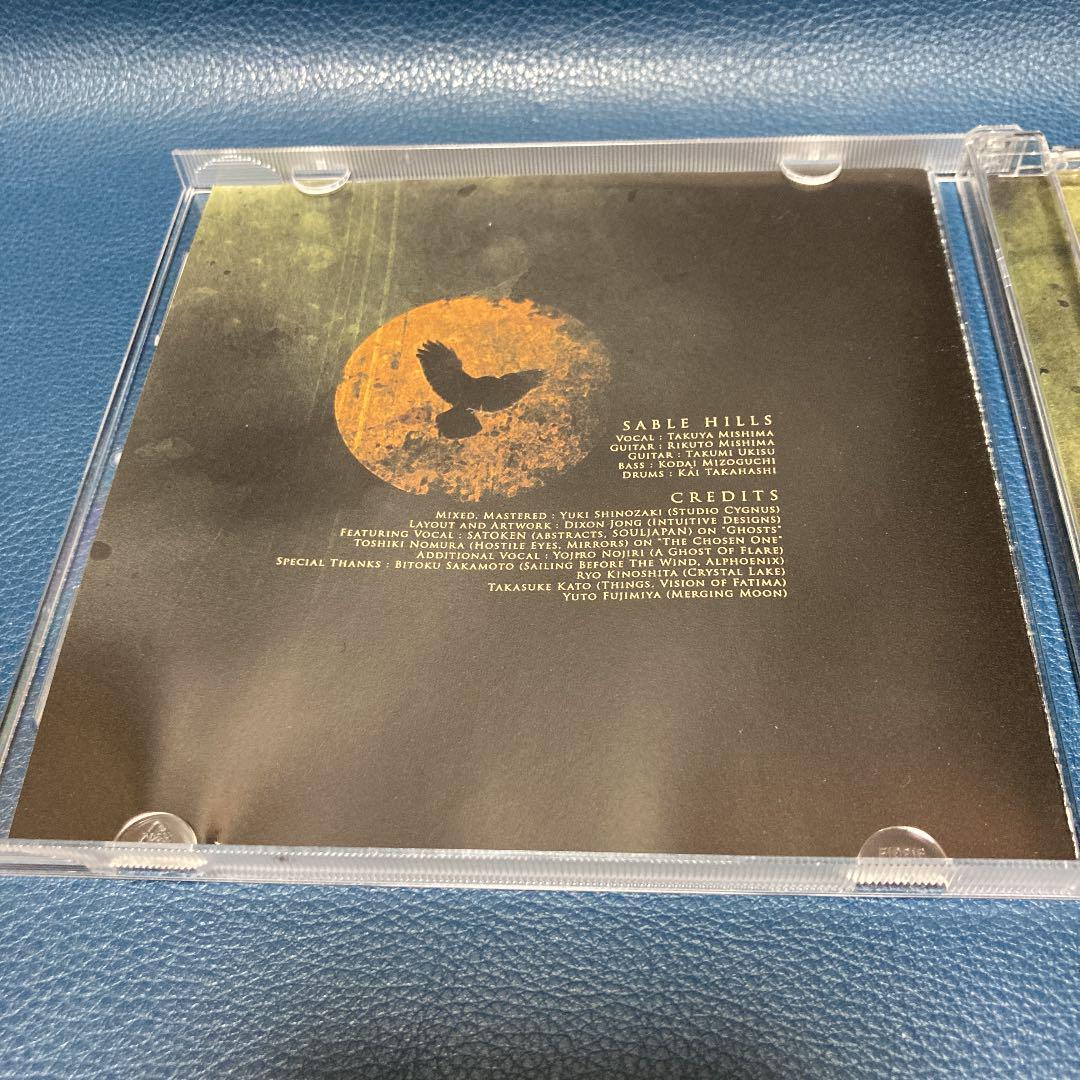 SABLE HILLS
VOCAL : TAKUYA MISHIMA
GUITAR : RIKUTO MISHIMA
GUITAR : TAKUMI UKISU
BASS : KODAI MIZOGUCHI
DRUMS : KAI TAKAHASHI
CREDITS
MIXED, MASTERED : YUKI SHINOZAKI (STUDIO CYGNUS)
LAYOUT AND ARTWORK : DIXON JONG (INTUITIVE DESIGNS)
FEATURING VOCAL : SATOKEN (ABSTRACTS, SOULJAPAN) ON "GHOSTS"
TOSHIKI NOMURA (HOSTILE EYES, MIRRORS) ON "THE CHOSEN ONE"
ADDITIONAL VOCAL : YOJIRO NOJIRI (A GHOST OF FLARE)
SPECIAL THANKS : BITOKU SAKAMOTO (SAILING BEFORE THE WIND, ALPHOENIX)
RYO KINOSHITA (CRYSTAL LAKE)
TAKASUKE KATO (THINGS, VISION OF FATIMA)
YUTO FUJIMIYA (MERGING MOON)